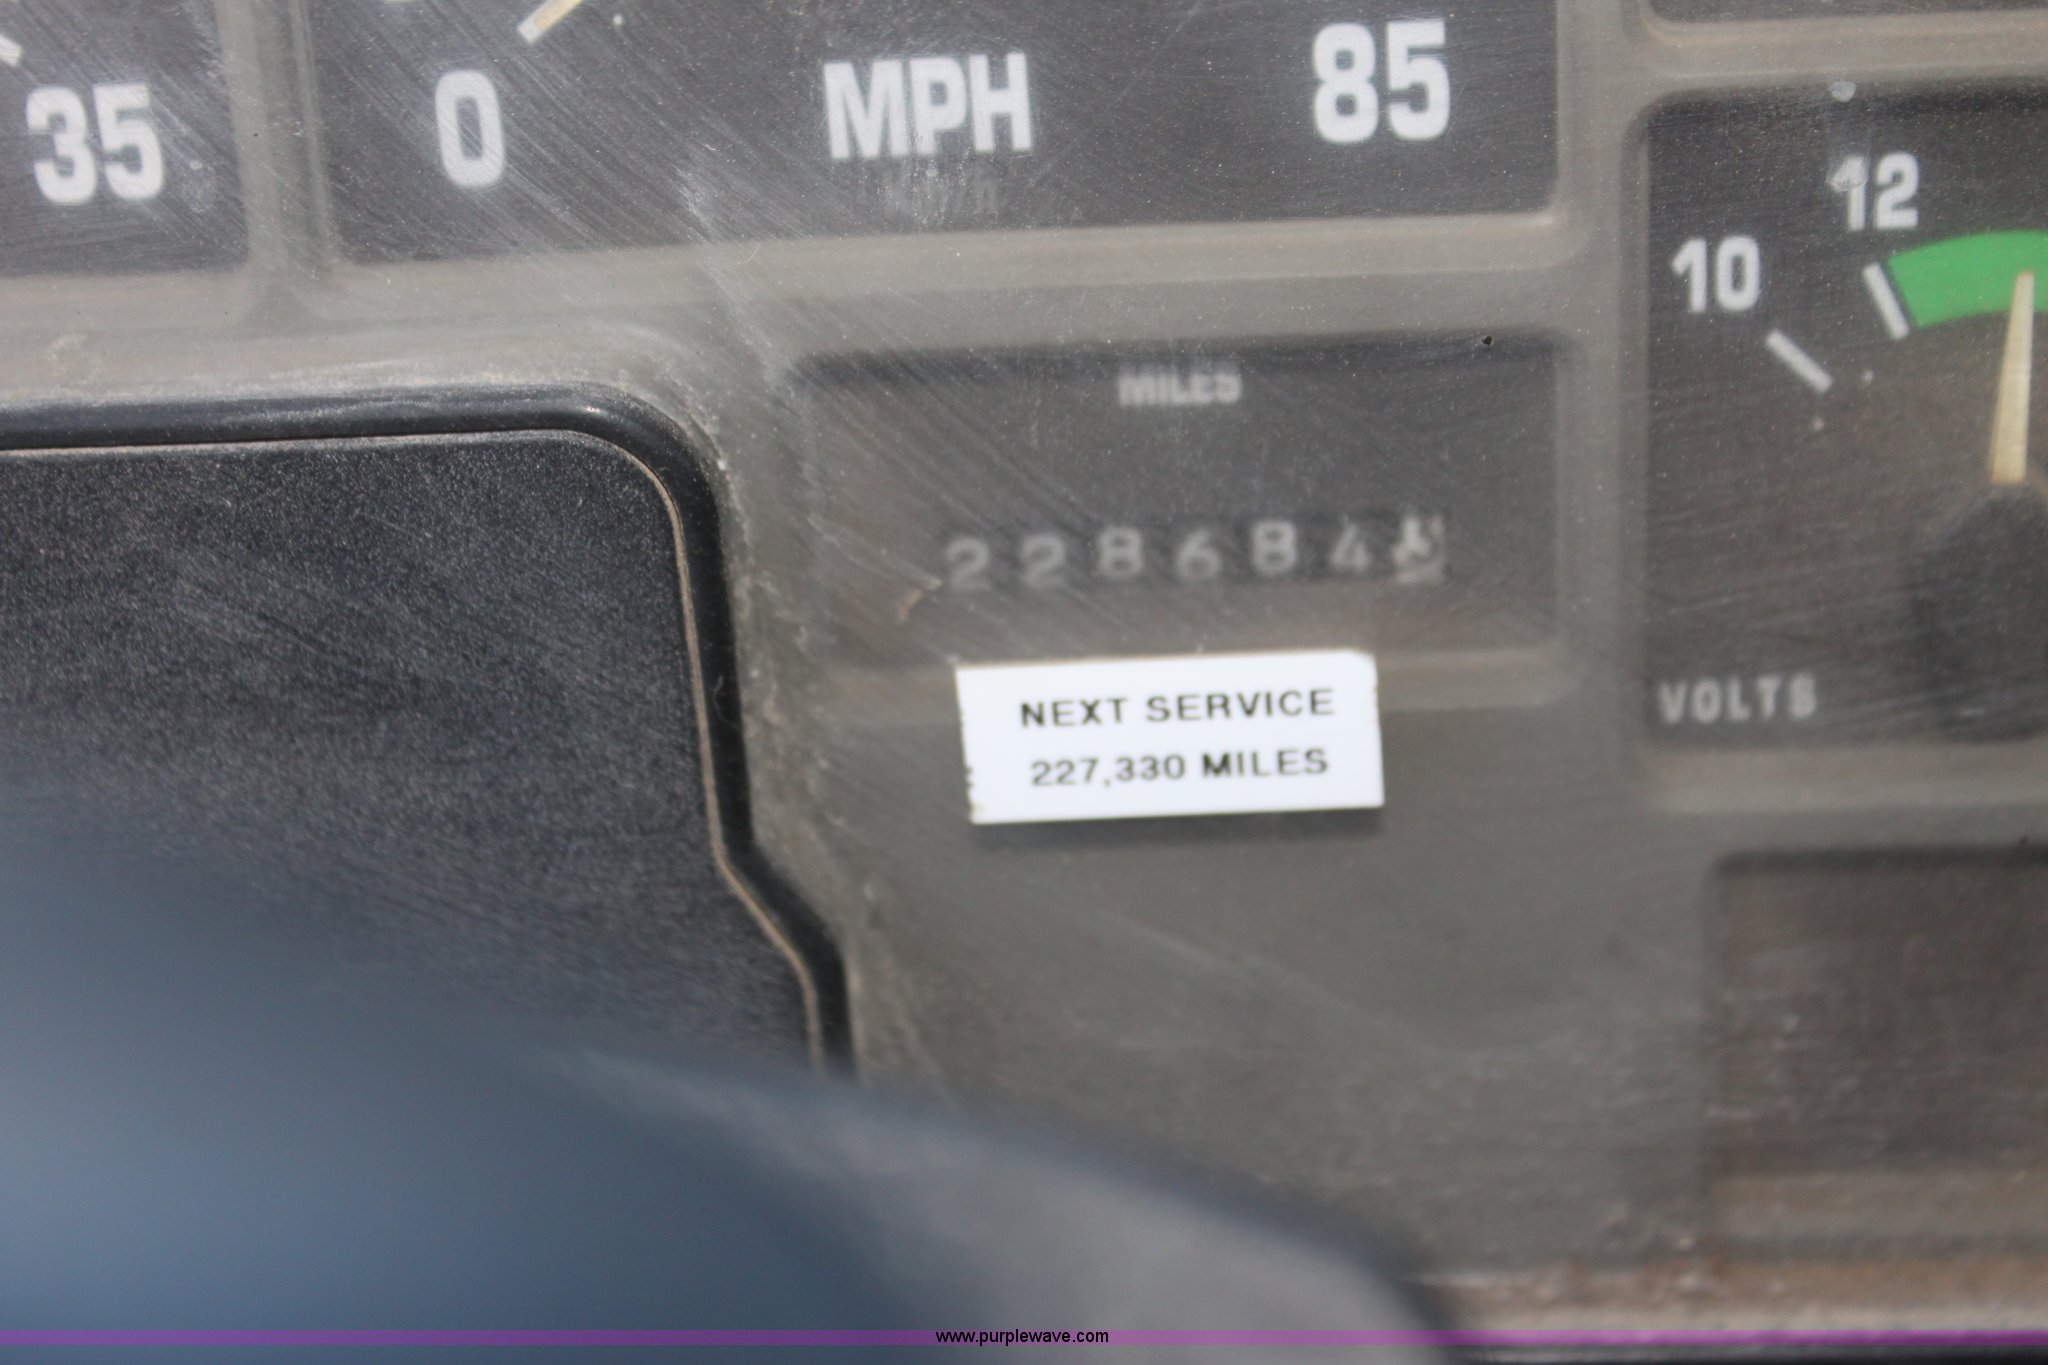 35
0
MPH
85
12
10
MILES
228684
VOLTS
NEXT SERVICE
227,330 MILES
www.purplewave.com